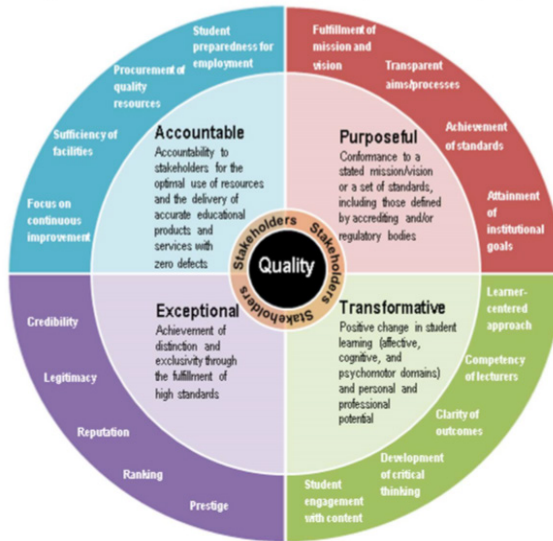 Student
preparedness for
employment
Procurement of
quality
resources
Sufficiency of
facilities
Focus on
continuous
improvement
Accountable
Accountability to
stakeholders for the
optimal use of resources
and the delivery of
accurate educational
products and
services with
zero defects
Fulfillment of
mission and
vision
Transparent
aims/processes
Achievement
of standards
Attainment
of
institutional
goals
Purposeful
Conformance to a
stated mission/vision
or a set of standards,
including those defined
by accrediting and/or
regulatory bodies
Stakeholders
Stakeholders
Stakeholders
Quality
Exceptional
Achievement of
distinction and
exclusivity through
the fulfillment of
high standards
Credibility
Legitimacy
Reputation
Ranking
Prestige
Transformative
Positive change in student
learning (affective,
cognitive, and
psychomotor domains)
and personal and
professional
potential
Learner-
centered
approach
Competency
of lecturers
Clarity of
outcomes
Development
of critical
thinking
Student
engagement
with content